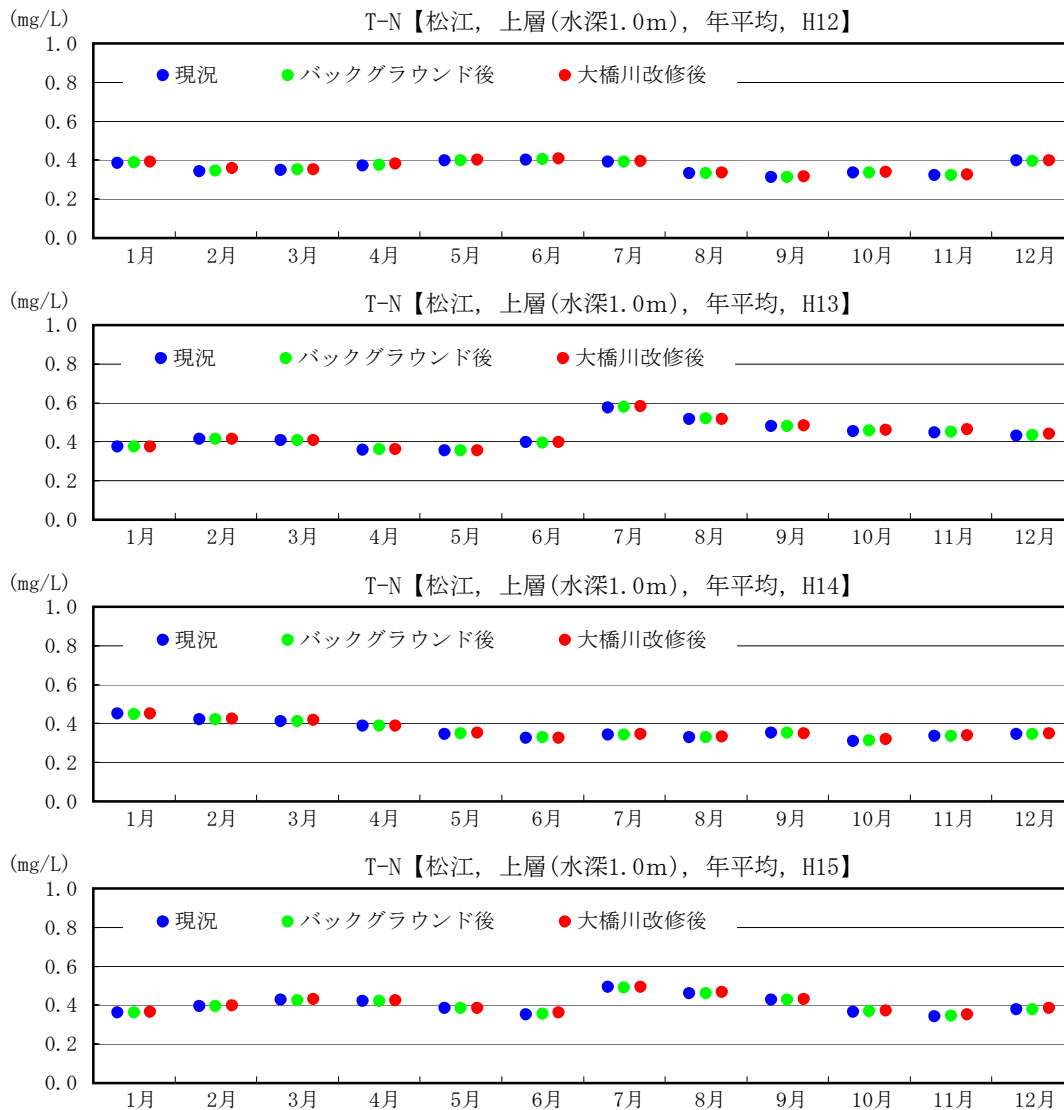 (mg/L)
T-N【松江, 上層(水深1.0m), 年平均, H12】
1.0
● 現況 ● バックグラウンド後 ● 大橋川改修後
0.8
0.6
0.4
0.2
0.0
1月 2月 3月 4月 5月 6月 7月 8月 9月 10月 11月 12月
(mg/L)
T-N【松江, 上層(水深1.0m), 年平均, H13】
1.0
● 現況 ● バックグラウンド後 ● 大橋川改修後
0.8
0.6
0.4
0.2
0.0
1月 2月 3月 4月 5月 6月 7月 8月 9月 10月 11月 12月
(mg/L)
T-N【松江, 上層(水深1.0m), 年平均, H14】
1.0
● 現況 ● バックグラウンド後 ● 大橋川改修後
0.8
0.6
0.4
0.2
0.0
1月 2月 3月 4月 5月 6月 7月 8月 9月 10月 11月 12月
(mg/L)
T-N【松江, 上層(水深1.0m), 年平均, H15】
1.0
● 現況 ● バックグラウンド後 ● 大橋川改修後
0.8
0.6
0.4
0.2
0.0
1月 2月 3月 4月 5月 6月 7月 8月 9月 10月 11月 12月